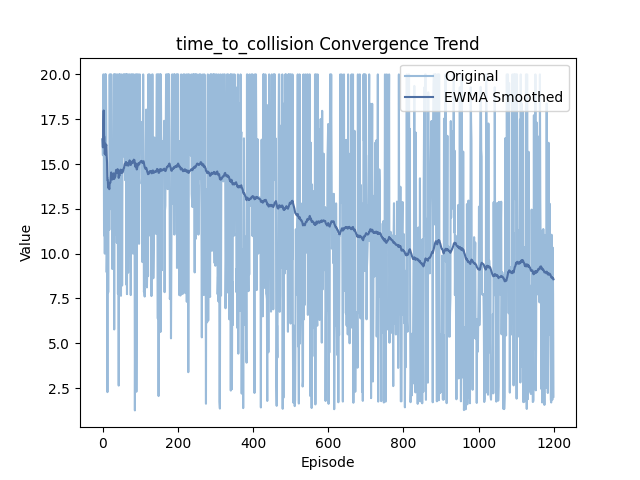 time_to_collision Convergence Trend
Original
EWMA Smoothed
20.0
17.5
15.0
12.5
10.0
7.5
5.0
2.5
Value
0 200 400 600 800 1000 1200
Episode